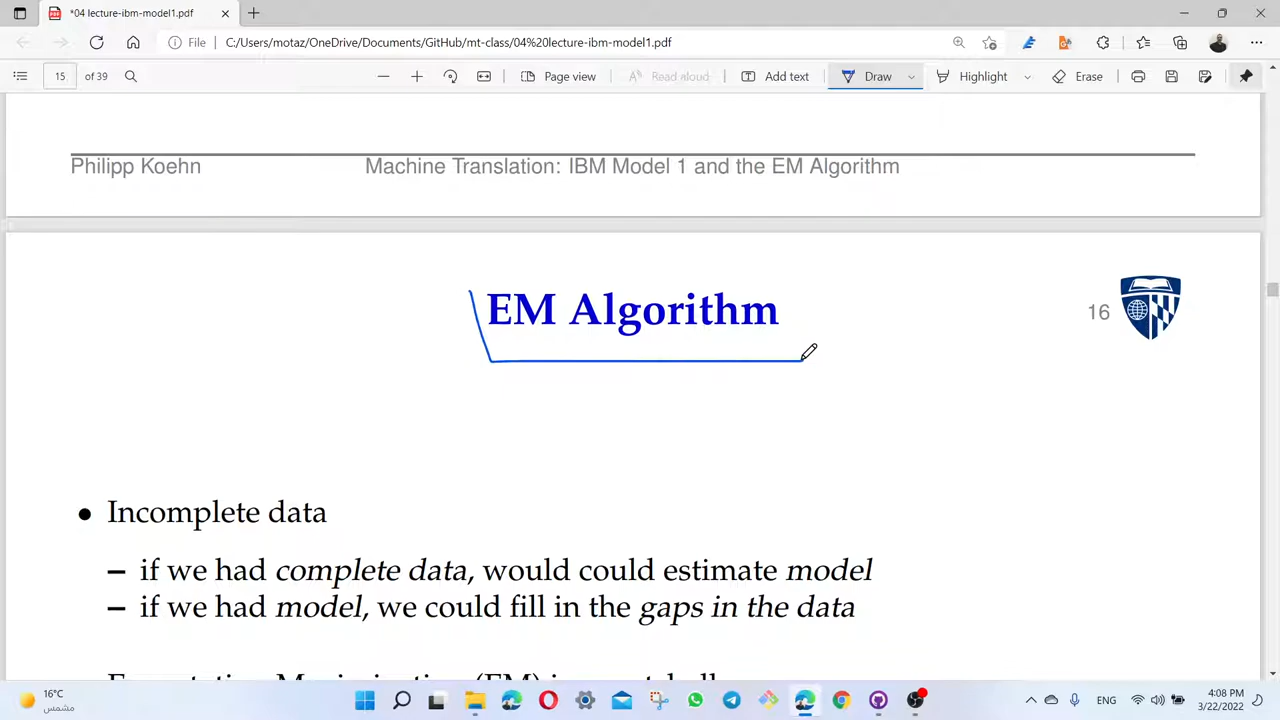 *04 lecture-ibm-model1.pdf
File C:/Users/motaz/OneDrive/Documents/GitHub/mt-class/04%20lecture-ibm-model1.pdf
15 of 39 Page view Read aloud Add text Draw Highlight Erase
Philipp Koehn Machine Translation: IBM Model 1 and the EM Algorithm
EM Algorithm
16
• Incomplete data
– if we had complete data, would could estimate model
– if we had model, we could fill in the gaps in the data
16°C
مشمس
ENG
4:08 PM
3/22/2022